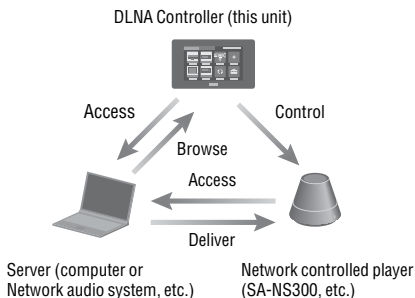 DLNA Controller (this unit)
Access
Control
Browse
Access
Deliver
Server (computer or
Network audio system, etc.)
Network controlled player
(SA-NS300, etc.)